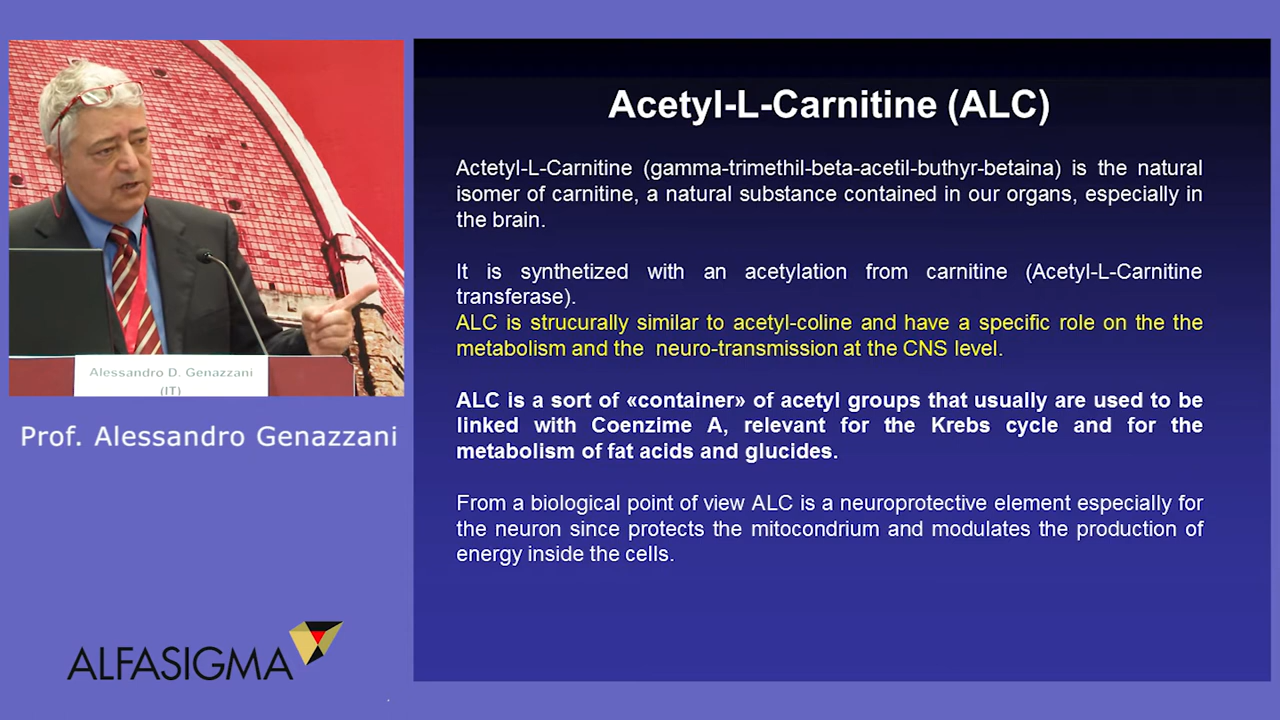 Alessandro D. Genazzani
(IT)
Prof. Alessandro Genazzani
ALFASIGMA
Acetyl-L-Carnitine (ALC)
Actetyl-L-Carnitine (gamma-trimethil-beta-acetil-buthyr-betaina) is the natural
isomer of carnitine, a natural substance contained in our organs, especially in
the brain.
It is synthetized with an acetylation from carnitine (Acetyl-L-Carnitine
transferase).
ALC is strucurally similar to acetyl-coline and have a specific role on the the
metabolism and the neuro-transmission at the CNS level.
ALC is a sort of «container» of acetyl groups that usually are used to be
linked with Coenzime A, relevant for the Krebs cycle and for the
metabolism of fat acids and glucides.
From a biological point of view ALC is a neuroprotective element especially for
the neuron since protects the mitocondrium and modulates the production of
energy inside the cells.